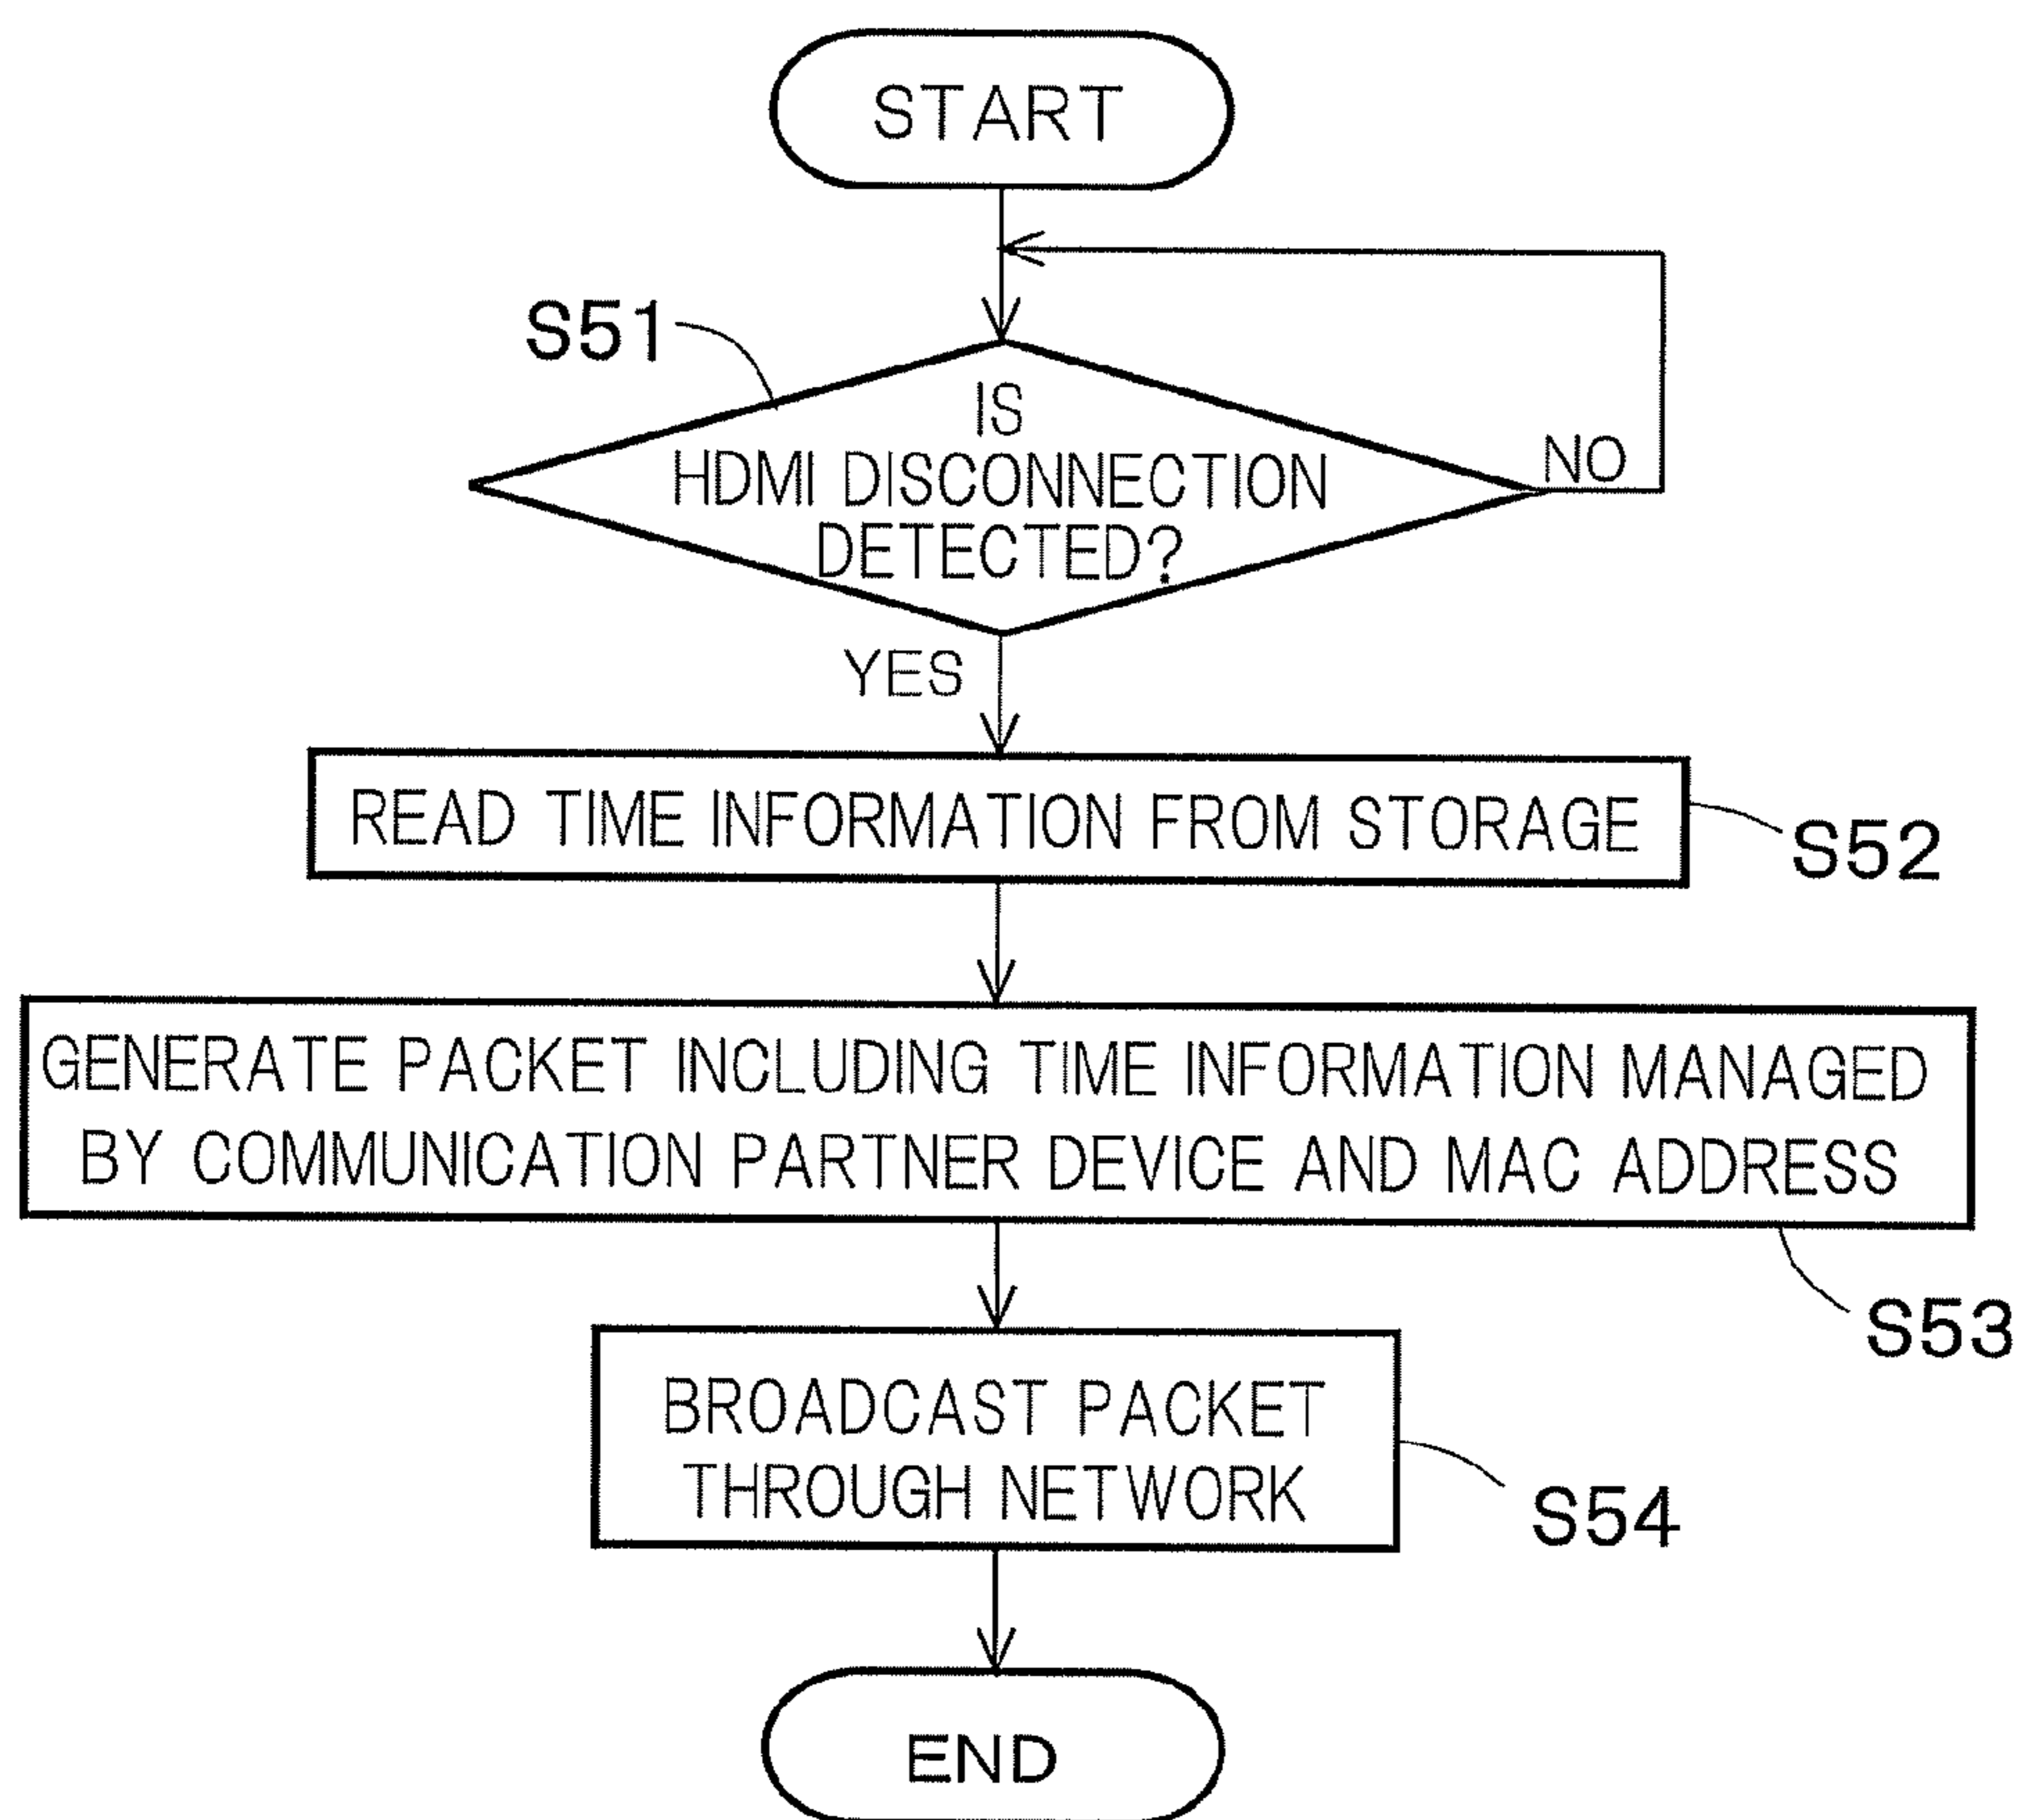 START
S51
IS
HDMI DISCONNECTION
DETECTED?
NO
YES
READ TIME INFORMATION FROM STORAGE
S52
GENERATE PACKET INCLUDING TIME INFORMATION MANAGED
BY COMMUNICATION PARTNER DEVICE AND MAC ADDRESS
S53
BROADCAST PACKET
THROUGH NETWORK
S54
END